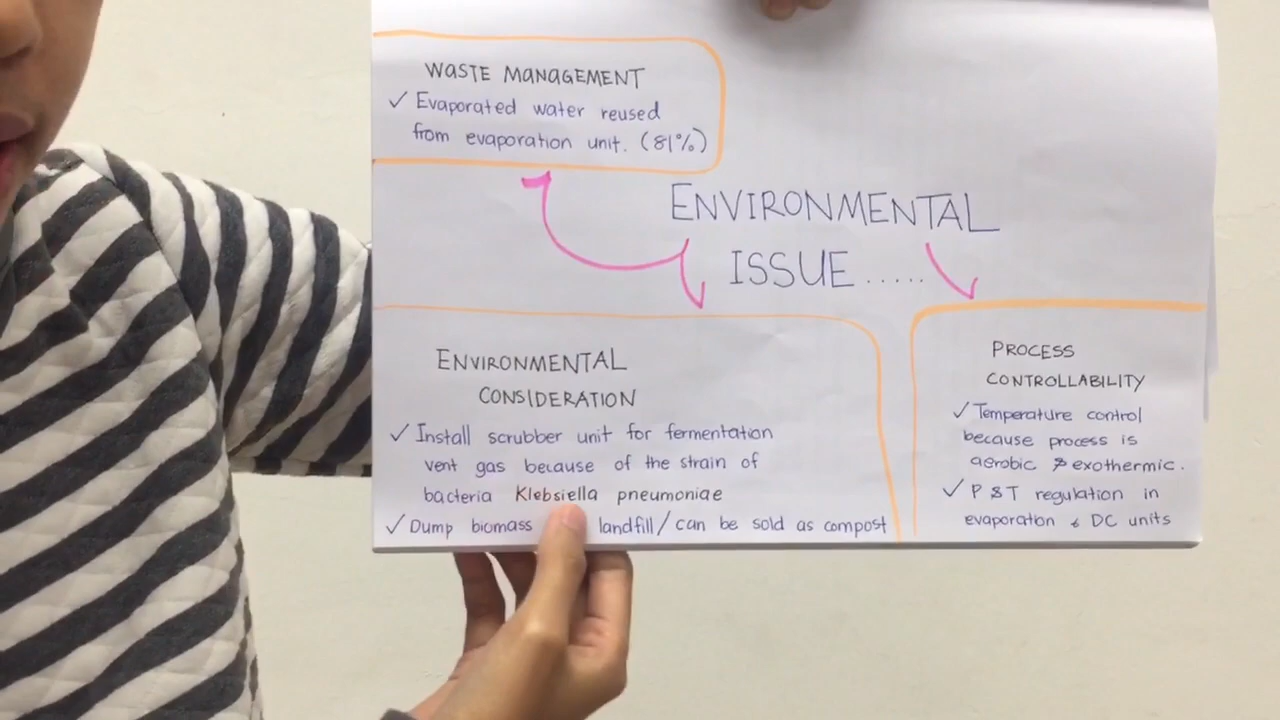 WASTE MANAGEMENT
✓ Evaporated water reused
from evaporation unit. (81%)
ENVIRONMENTAL
ISSUE .....
ENVIRONMENTAL
CONSIDERATION
✓ Install scrubber unit for fermentation
vent gas because of the strain of
bacteria Klebsiella pneumoniae
✓ Dump biomass landfill/can be sold as compost
PROCESS
CONTROLLABILITY
✓ Temperature control
because process is
aerobic & exothermic.
✓ P & T regulation in
evaporation & DC units